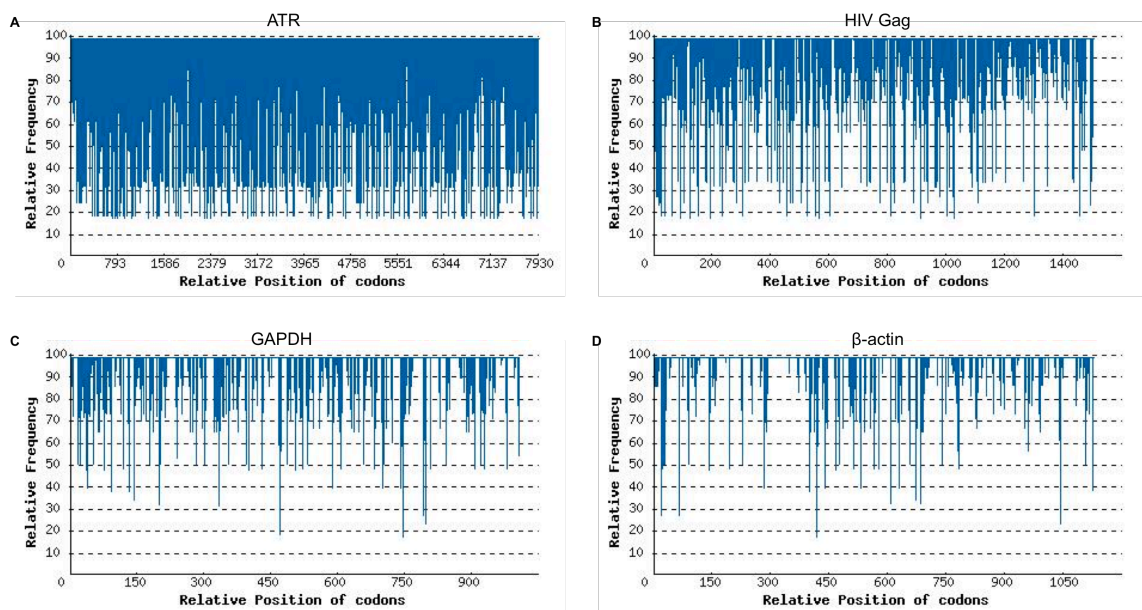 A
ATR
Relative Frequency
100
90
80
70
60
50
40
30
20
10
0 793 1586 2379 3172 3965 4758 5551 6344 7137 7930
Relative Position of codons
B
HIV Gag
Relative Frequency
100
90
80
70
60
50
40
30
20
10
0 200 400 600 800 1000 1200 1400
Relative Position of codons
C
GAPDH
Relative Frequency
100
90
80
70
60
50
40
30
20
10
0 150 300 450 600 750 900
Relative Position of codons
D
β-actin
Relative Frequency
100
90
80
70
60
50
40
30
20
10
0 150 300 450 600 750 900 1050
Relative Position of codons